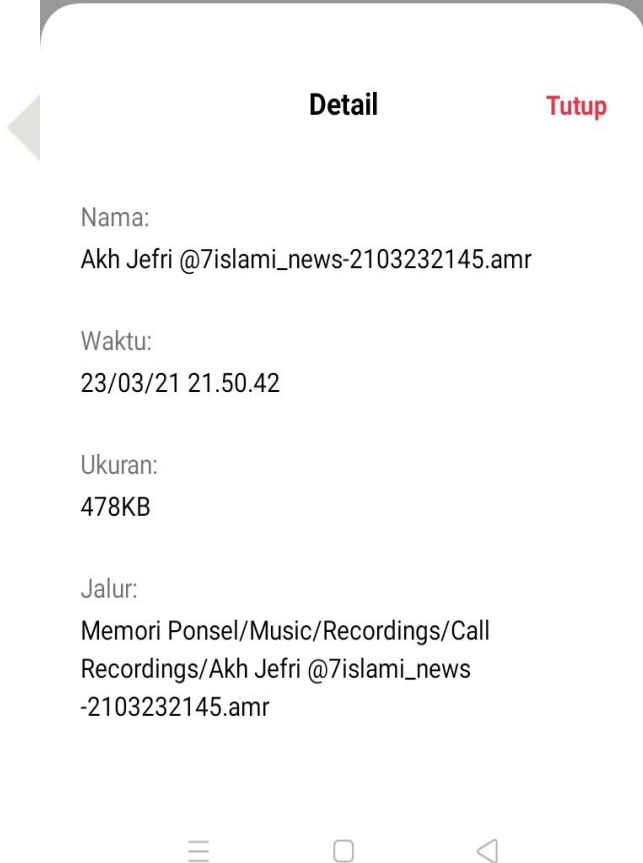 Detail
Tutup
Nama:
Akh Jefri @7islami_news-2103232145.amr
Waktu:
23/03/21 21.50.42
Ukuran:
478KB
Jalur:
Memori Ponsel/Music/Recordings/Call
Recordings/Akh Jefri @7islami_news
-2103232145.amr